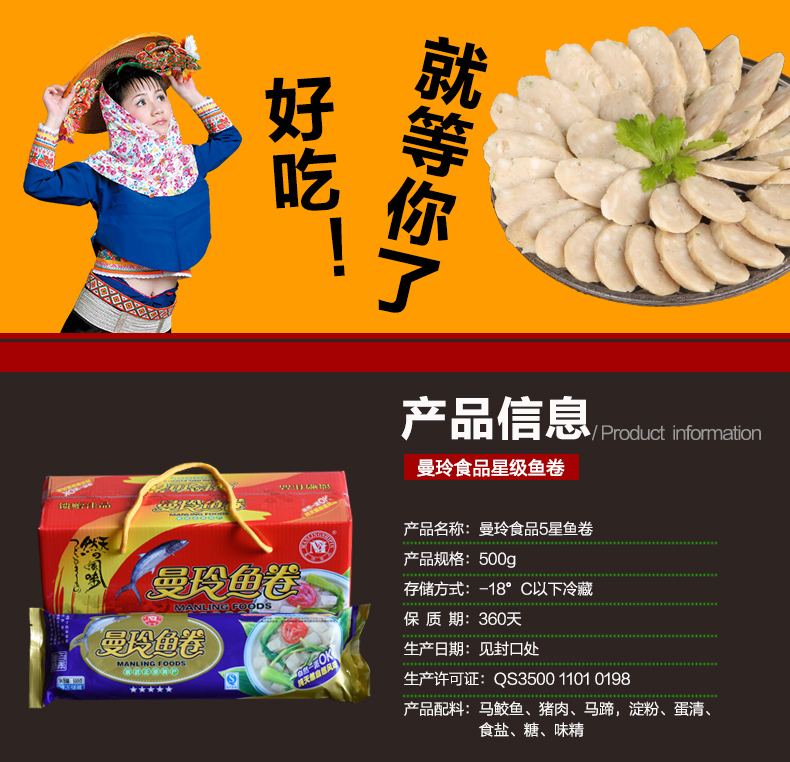 好吃！
就等你了
产品信息/Product information
曼玲食品星级鱼卷
产品名称：曼玲食品5星鱼卷
产品规格：500g
存储方式：-18°C以下冷藏
保质期：360天
生产日期：见封口处
生产许可证：QS3500 1101 0198
产品配料：马鲛鱼、猪肉、马蹄，淀粉、蛋清、
食盐、糖、味精
曼玲鱼卷
MANLING FOODS
曼玲鱼卷
MANLING FOODS
★★★★★